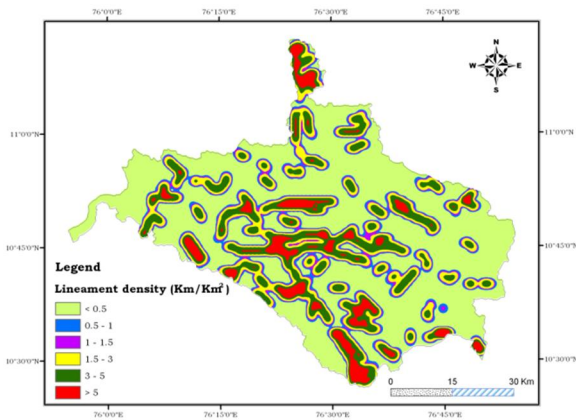 76°0'0"E 76°15'0"E 76°30'0"E 76°45'0"E
N
W E
S
11°0'0"N 11°0'0"N
10°45'0"N 10°45'0"N
Legend
Lineament density (Km/Km²)
< 0.5
0.5 - 1
1 - 1.5
1.5 - 3
3 - 5
> 5
10°30'0"N 10°30'0"N
0 15 30 Km
76°0'0"E 76°15'0"E 76°30'0"E 76°45'0"E